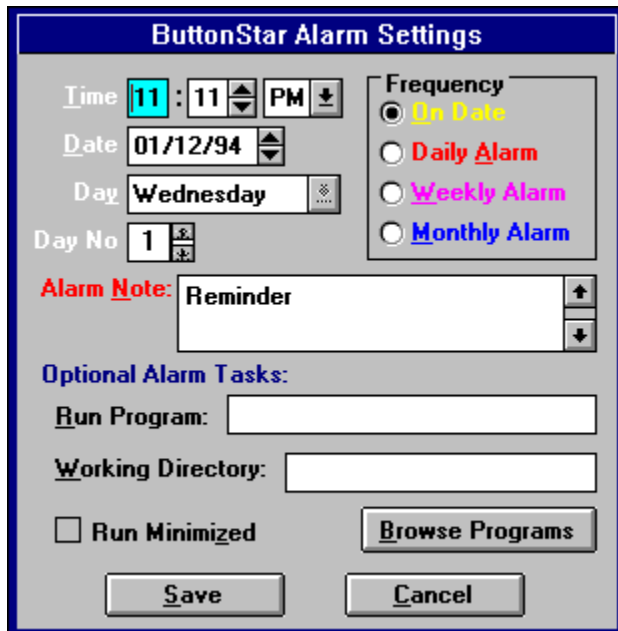 ButtonStar Alarm Settings
Time 11 : 11 PM
Date 01/12/94
Day Wednesday
Day No 1
Frequency
On Date
Daily Alarm
Weekly Alarm
Monthly Alarm
Alarm Note: Reminder
Optional Alarm Tasks:
Run Program:
Working Directory:
Run Minimized
Browse Programs
Save Cancel